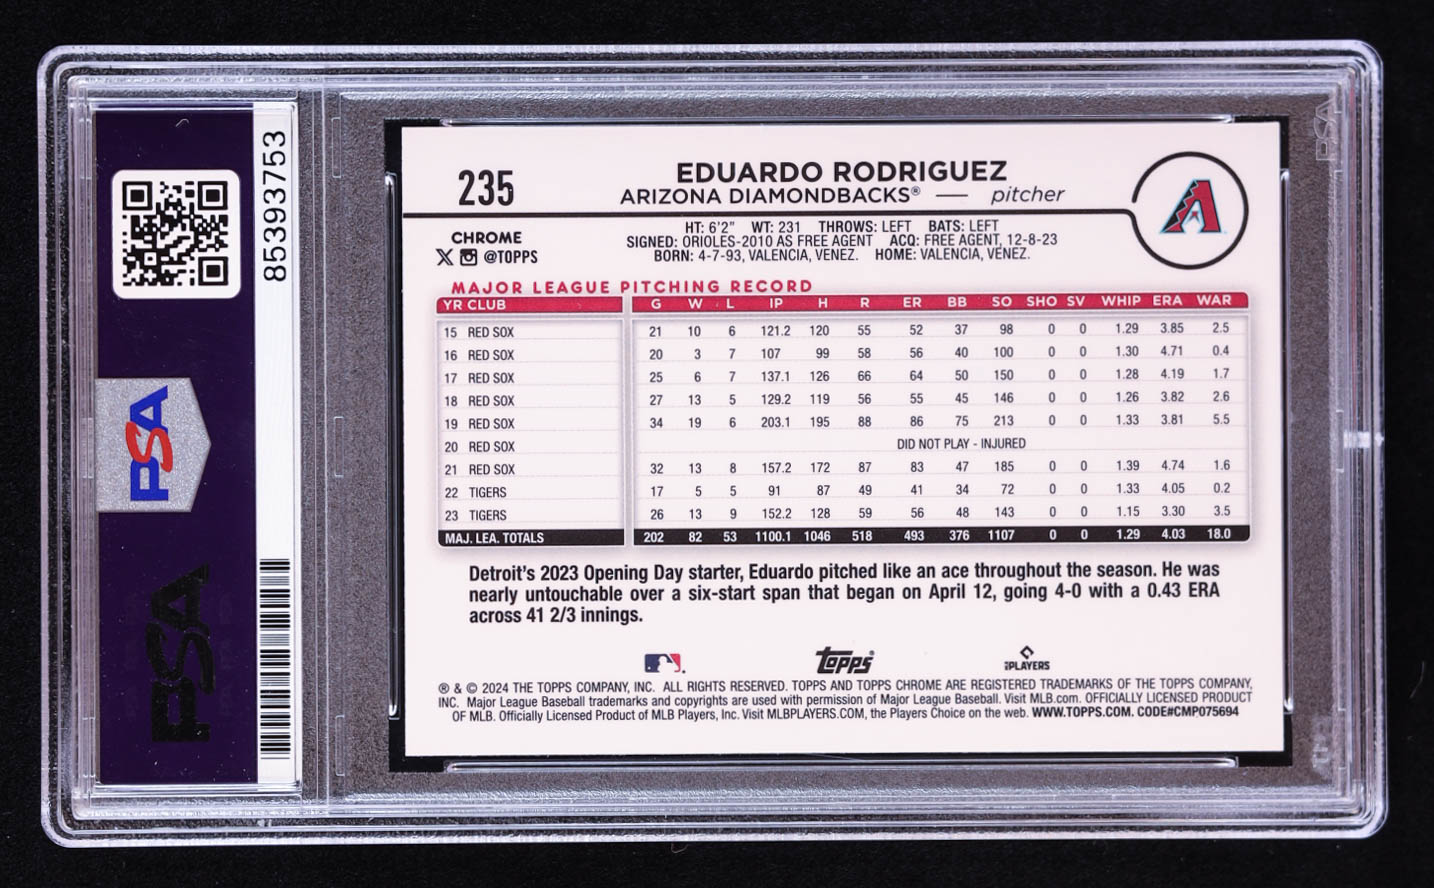 85393753
PSA
PSA
PSA
235
EDUARDO RODRIGUEZ
ARIZONA DIAMONDBACKS® — pitcher
A
HT: 6'2" WT: 231 THROWS: LEFT BATS: LEFT
SIGNED: ORIOLES-2010 AS FREE AGENT ACQ: FREE AGENT, 12-8-23
BORN: 4-7-93, VALENCIA, VENEZ. HOME: VALENCIA, VENEZ.
CHROME
X @TOPPS
MAJOR LEAGUE PITCHING RECORD
YR CLUB G W L IP H R ER BB SO SHO SV WHIP ERA WAR
15 RED SOX 21 10 6 121.2 120 55 52 37 98 0 0 1.29 3.85 2.5
16 RED SOX 20 3 7 107 99 58 56 40 100 0 0 1.30 4.71 0.4
17 RED SOX 25 6 7 137.1 126 66 64 50 150 0 0 1.28 4.19 1.7
18 RED SOX 27 13 5 129.2 119 56 55 45 146 0 0 1.26 3.82 2.6
19 RED SOX 34 19 6 203.1 195 88 86 75 213 0 0 1.33 3.81 5.5
20 RED SOX DID NOT PLAY - INJURED
21 RED SOX 32 13 8 157.2 172 87 83 47 185 0 0 1.39 4.74 1.6
22 TIGERS 17 5 5 91 87 49 41 34 72 0 0 1.33 4.05 0.2
23 TIGERS 26 13 9 152.2 128 59 56 48 143 0 0 1.15 3.30 3.5
MAJ. LEA. TOTALS 202 82 53 1100.1 1046 518 493 376 1107 0 0 1.29 4.03 18.0
Detroit's 2023 Opening Day starter, Eduardo pitched like an ace throughout the season. He was
nearly untouchable over a six-start span that began on April 12, going 4-0 with a 0.43 ERA
across 41 2/3 innings.
Topps
PLAYERS
® & © 2024 THE TOPPS COMPANY, INC. ALL RIGHTS RESERVED. TOPPS AND TOPPS CHROME ARE REGISTERED TRADEMARKS OF THE TOPPS COMPANY,
INC. Major League Baseball trademarks and copyrights are used with permission of Major League Baseball. Visit MLB.com. OFFICIALLY LICENSED PRODUCT
OF MLB. Officially Licensed Product of MLB Players, Inc. Visit MLBPLAYERS.COM, the Players Choice on the web. WWW.TOPPS.COM. CODE#CMP075694